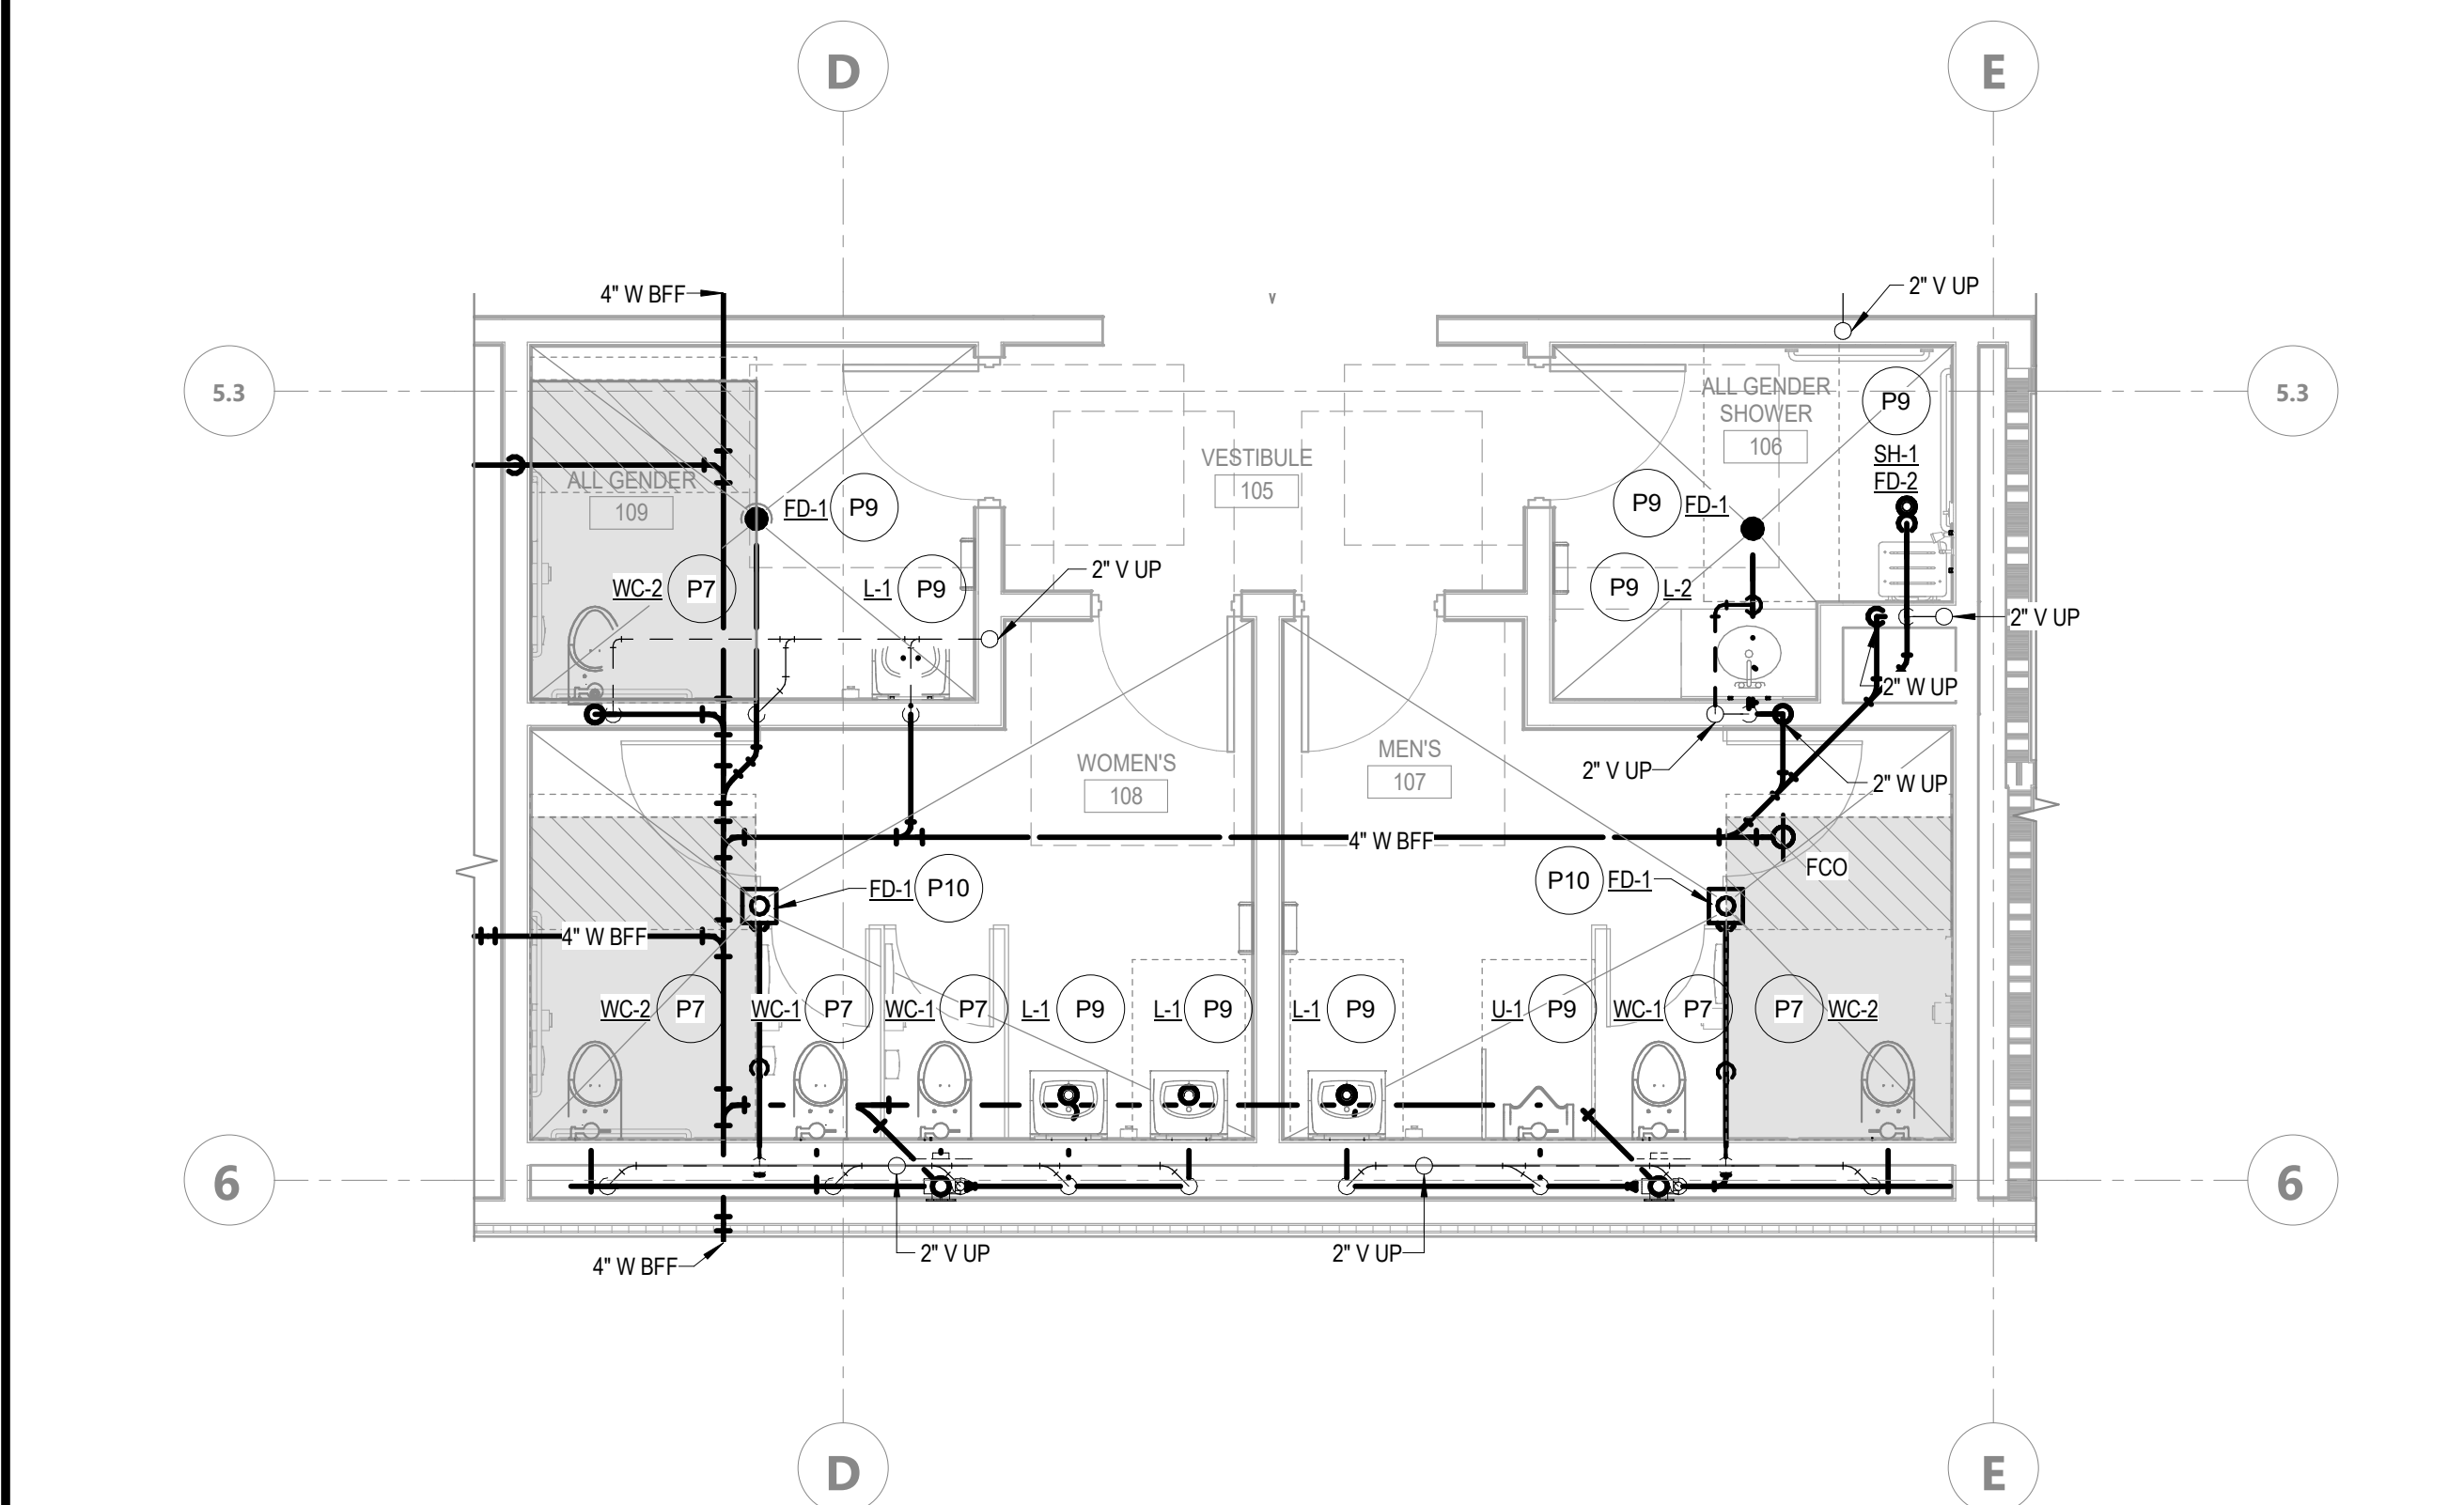 D
E
4" W BFF
2" V UP
V
5.3
5.3
ALL GENDER
SHOWER
106
P9
VESTIBULE
105
SH-1
FD-2
ALL GENDER
109
FD-1
P9
P9
FD-1
2" V UP
WC-2
P7
L-1
P9
P9
L-2
2" V UP
2" W UP
WOMEN'S
108
MEN'S
107
2" V UP
2" W UP
4" W BFF
FCO
FD-1
P10
P10
FD-1
4" W BFF
WC-2
P7
WC-1
P7
WC-1
P7
L-1
P9
L-1
P9
L-1
P9
U-1
P9
WC-1
P7
P7
WC-2
6
6
4" W BFF
2" V UP
2" V UP
D
E